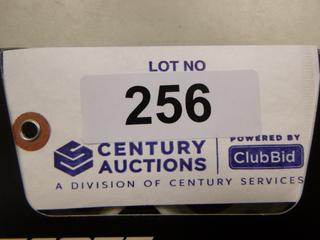 LOT NO
256
CENTURY
AUCTIONS
POWERED BY
ClubBid
A DIVISION OF CENTURY SERVICES